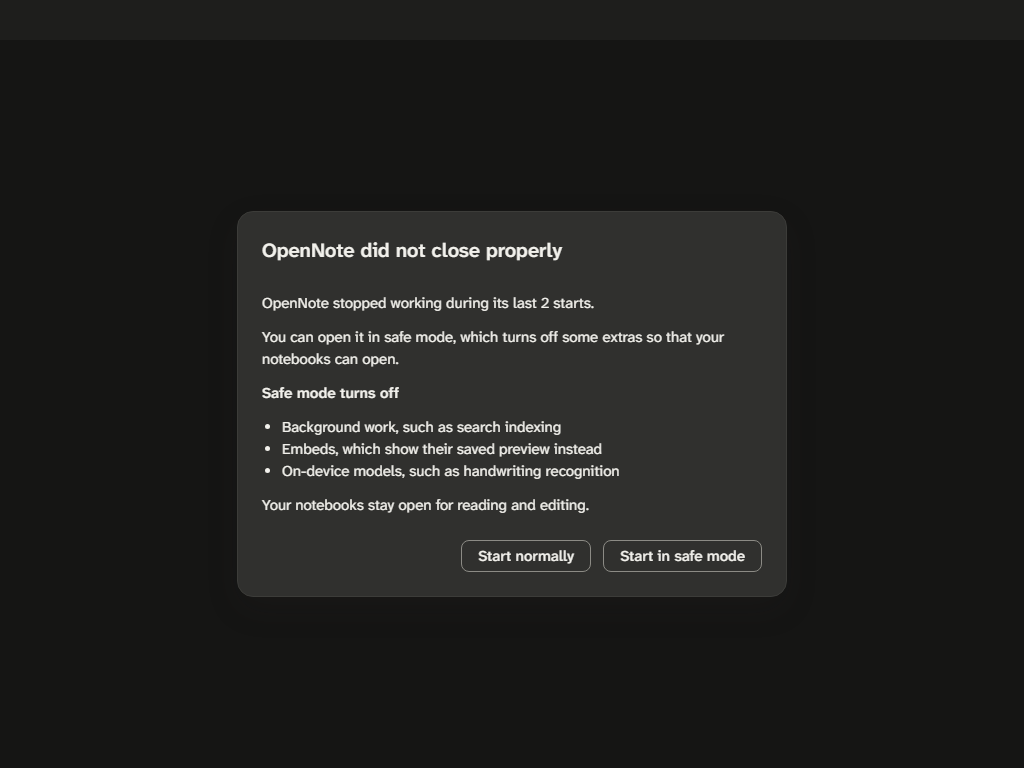 OpenNote did not close properly
OpenNote stopped working during its last 2 starts.
You can open it in safe mode, which turns off some extras so that your
notebooks can open.
Safe mode turns off
• Background work, such as search indexing
• Embeds, which show their saved preview instead
• On-device models, such as handwriting recognition
Your notebooks stay open for reading and editing.
Start normally
Start in safe mode